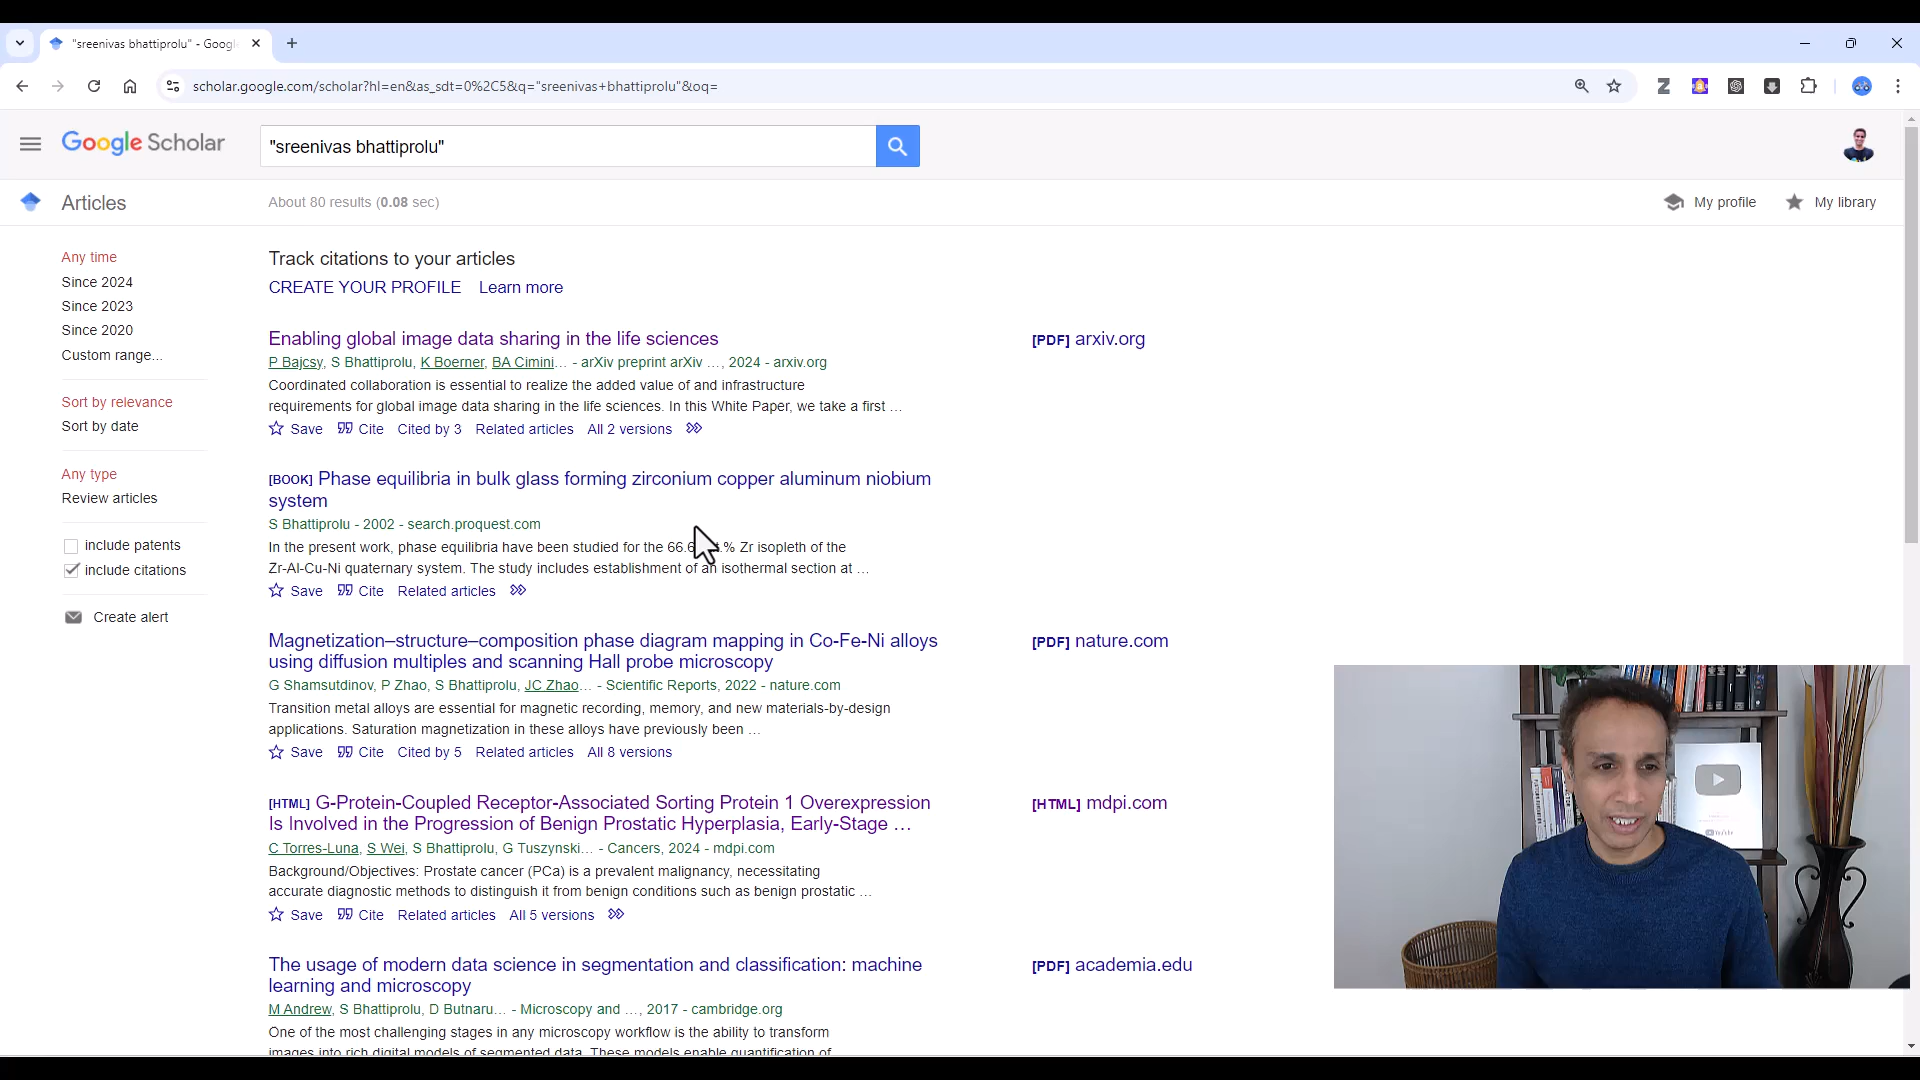 "sreenivas bhattiprolu" - Googl
scholar.google.com/scholar?hl=en&as_sdt=0%2C5&q="sreenivas+bhattiprolu"&oq=
Google Scholar
"sreenivas bhattiprolu"
Articles
About 80 results (0.08 sec)
My profile
My library
Any time
Since 2024
Since 2023
Since 2020
Custom range...
Sort by relevance
Sort by date
Any type
Review articles
include patents
include citations
Create alert
Track citations to your articles
CREATE YOUR PROFILE Learn more
Enabling global image data sharing in the life sciences
[PDF] arxiv.org
P Bajcsy, S Bhattiprolu, K Boerner, BA Cimini… - arXiv preprint arXiv …, 2024 - arxiv.org
Coordinated collaboration is essential to realize the added value of and infrastructure
requirements for global image data sharing in the life sciences. In this White Paper, we take a first …
Save Cite Cited by 3 Related articles All 2 versions
[BOOK] Phase equilibria in bulk glass forming zirconium copper aluminum niobium
system
S Bhattiprolu - 2002 - search.proquest.com
In the present work, phase equilibria have been studied for the % Zr isopleth of the
Zr-Al-Cu-Ni quaternary system. The study includes establishment of an isothermal section at …
Save Cite Related articles
Magnetization–structure–composition phase diagram mapping in Co-Fe-Ni alloys
using diffusion multiples and scanning Hall probe microscopy
[PDF] nature.com
G Shamsutdinov, P Zhao, S Bhattiprolu, JC Zhao… - Scientific Reports, 2022 - nature.com
Transition metal alloys are essential for magnetic recording, memory, and new materials-by-design
applications. Saturation magnetization in these alloys have previously been …
Save Cite Cited by 5 Related articles All 8 versions
[HTML] G-Protein-Coupled Receptor-Associated Sorting Protein 1 Overexpression
Is Involved in the Progression of Benign Prostatic Hyperplasia, Early-Stage …
[HTML] mdpi.com
C Torres-Luna, S Wei, S Bhattiprolu, G Tuszynski… - Cancers, 2024 - mdpi.com
Background/Objectives: Prostate cancer (PCa) is a prevalent malignancy, necessitating
accurate diagnostic methods to distinguish it from benign conditions such as benign prostatic …
Save Cite Related articles All 5 versions
The usage of modern data science in segmentation and classification: machine
learning and microscopy
[PDF] academia.edu
M Andrew, S Bhattiprolu, D Butnaru… - Microscopy and …, 2017 - cambridge.org
One of the most challenging stages in any microscopy workflow is the ability to transform
images into rich digital models of segmented data. These models enable quantification of